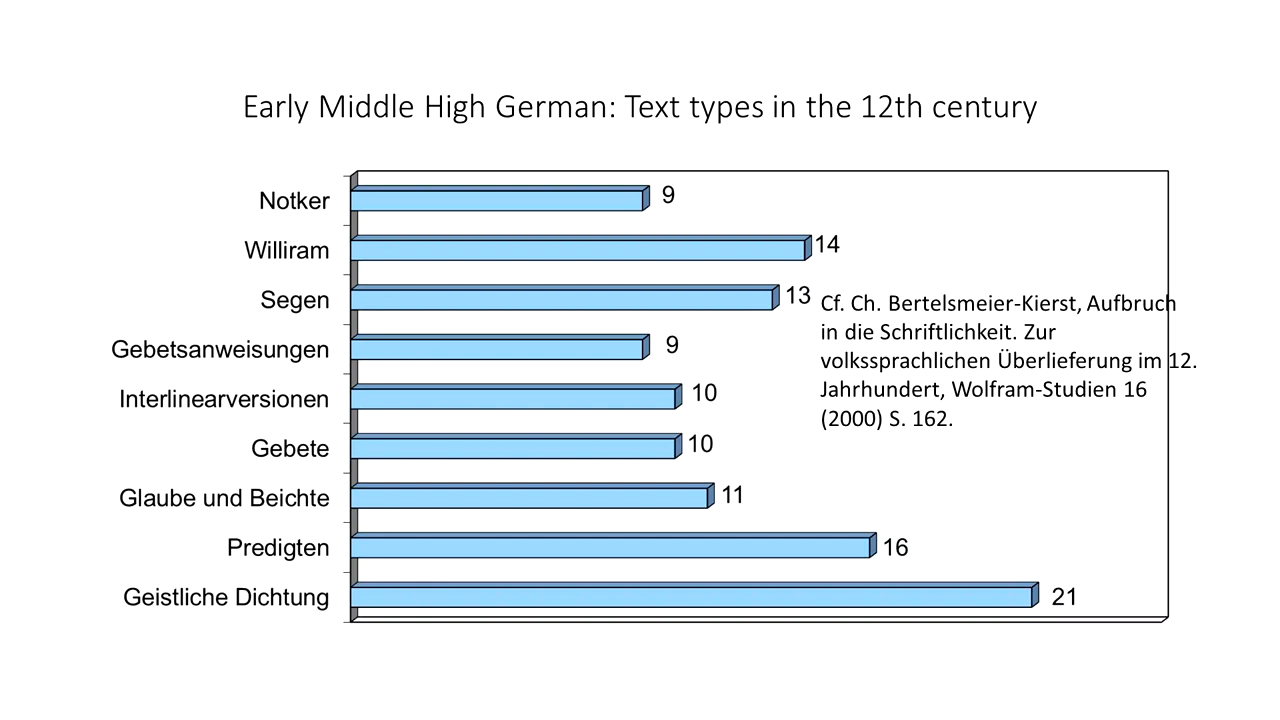 Early Middle High German: Text types in the 12th century
Notker
9
Williram
14
Segen
13
Cf. Ch. Bertelsmeier-Kierst, Aufbruch
in die Schriftlichkeit. Zur
volkssprachlichen Überlieferung im 12.
Jahrhundert, Wolfram-Studien 16
(2000) S. 162.
Gebetsanweisungen
9
Interlinearversionen
10
Gebete
10
Glaube und Beichte
11
Predigten
16
Geistliche Dichtung
21